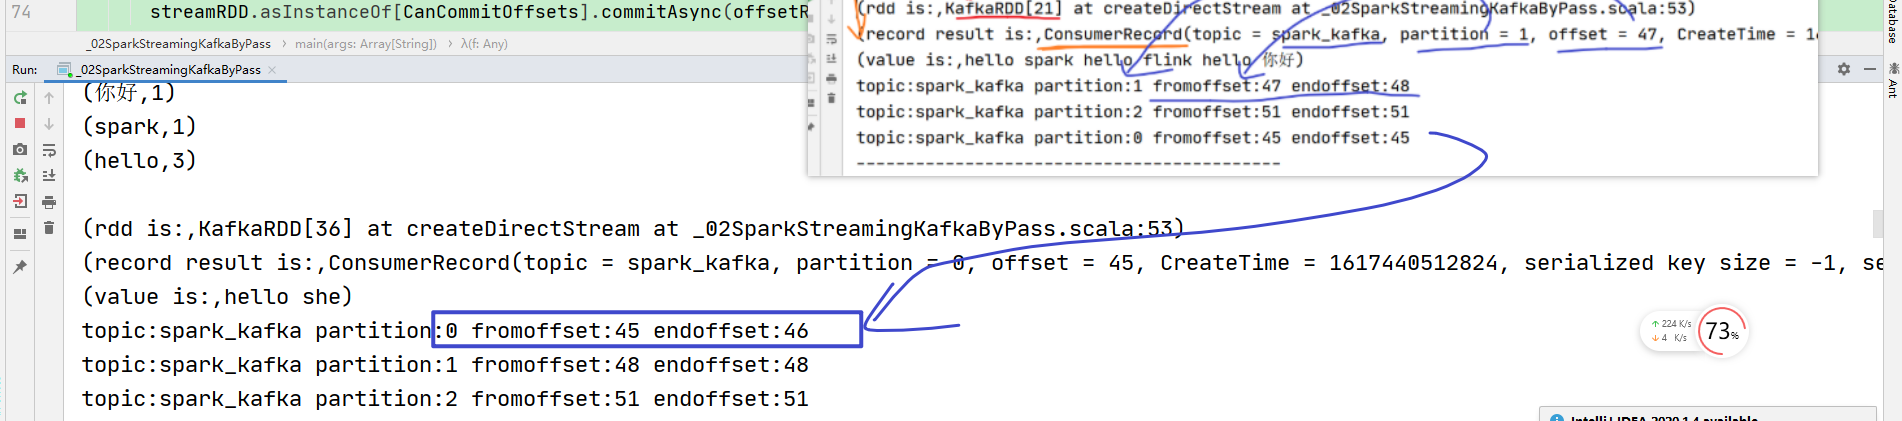 74 streamRDD.asInstanceOf[CanCommitOffsets].commitAsync(offsetR
_02SparkStreamingKafkaByPass > main(args: Array[String]) > λ(f: Any)
Run: _02SparkStreamingKafkaByPass ×
(你好,1)
(spark,1)
(hello,3)
(rdd is:,KafkaRDD[36] at createDirectStream at _02SparkStreamingKafkaByPass.scala:53)
(record result is:,ConsumerRecord(topic = spark_kafka, partition = 0, offset = 45, CreateTime = 1617440512824, serialized key size = -1, se
(value is:,hello she)
topic:spark_kafka partition:0 fromoffset:45 endoffset:46
topic:spark_kafka partition:1 fromoffset:48 endoffset:48
topic:spark_kafka partition:2 fromoffset:51 endoffset:51
(rdd is:,KafkaRDD[21] at createDirectStream at _02SparkStreamingKafkaByPass.scala:53)
(record result is:,ConsumerRecord(topic = spark_kafka, partition = 1, offset = 47, CreateTime = 1
(value is:,hello spark hello flink hello 你好)
topic:spark_kafka partition:1 fromoffset:47 endoffset:48
topic:spark_kafka partition:2 fromoffset:51 endoffset:51
topic:spark_kafka partition:0 fromoffset:45 endoffset:45
-----------------------------------------
Database
Ant
↑ 224 K/s
↓ 4 K/s
73%
IntelliJ IDEA 2020.1.4 available